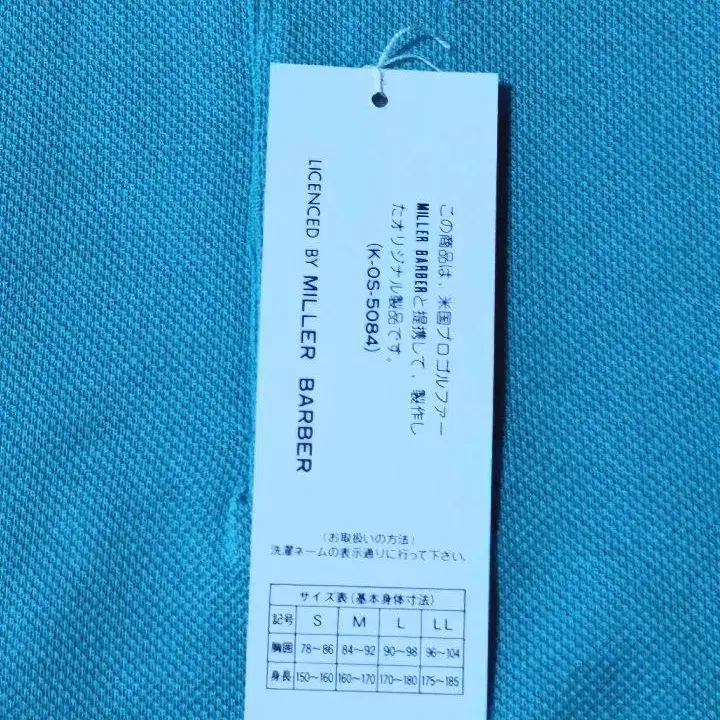 この商品は、米国プロゴルファー
MILLER BARBERと提携して、製作し
たオリジナル製品です。
(K-OS-5084)
LICENCED BY MILLER BARBER
(お取扱いの方法)
洗濯ネームの表示通りに行って下さい。
サイズ表(基本身体寸法)
記号 S M L LL
胸囲 78~86 84~92 90~98 96~104
身長 150~160 160~170 170~180 175~185